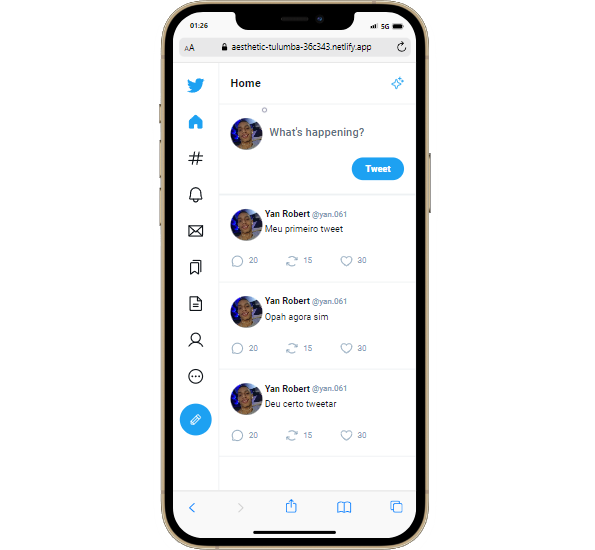 01:26
5G
AA aesthetic-tulumba-36c343.netlify.app
Home
What's happening?
Tweet
Yan Robert @yan.061
Meu primeiro tweet
20 15 30
Yan Robert @yan.061
Opah agora sim
20 15 30
Yan Robert @yan.061
Deu certo tweetar
20 15 30